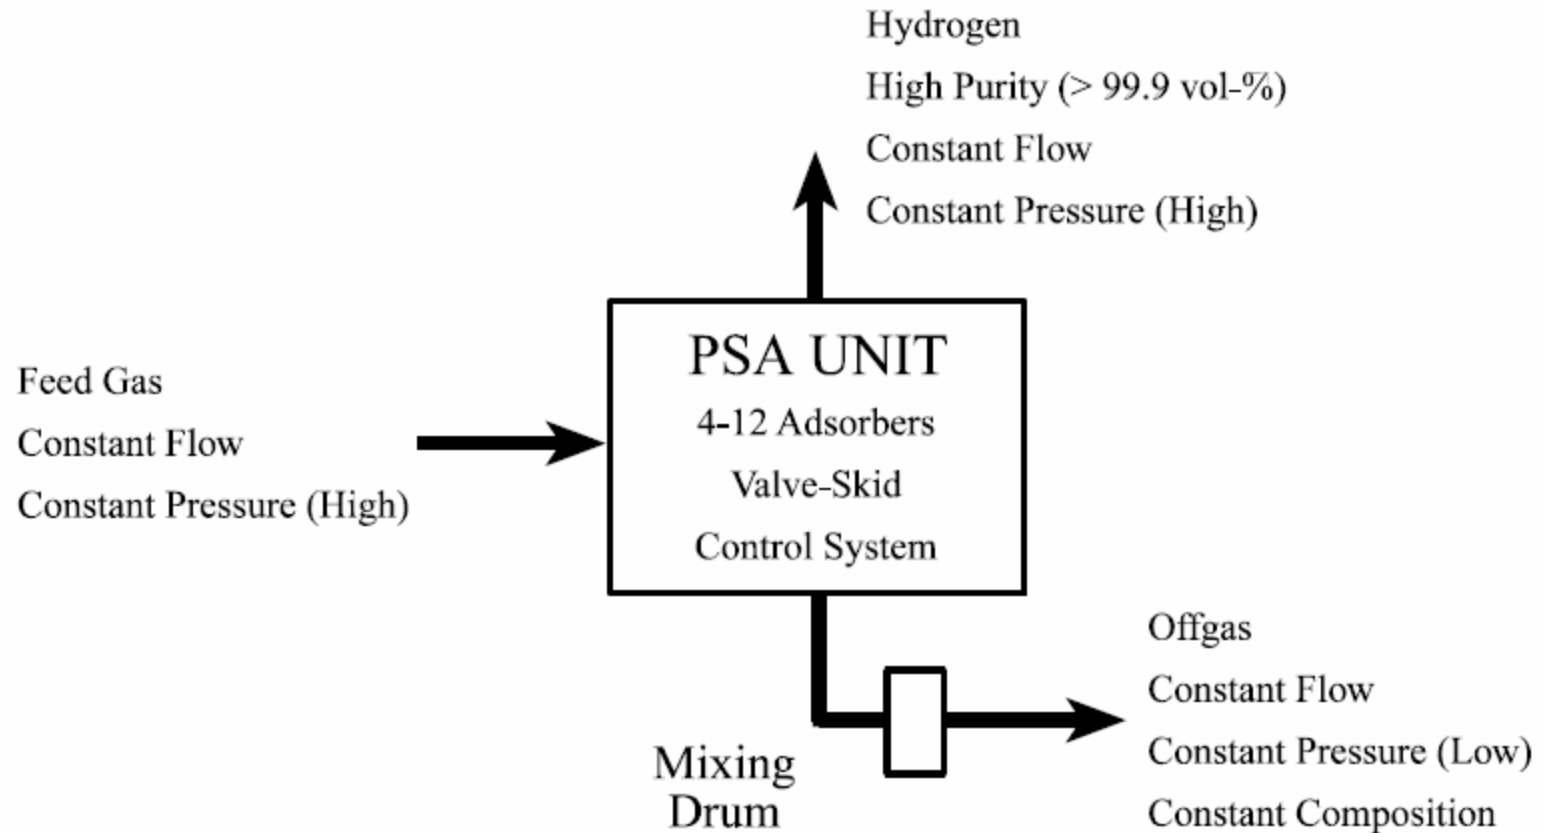 Hydrogen
High Purity (> 99.9 vol-%)
Constant Flow
Constant Pressure (High)
Feed Gas
Constant Flow
Constant Pressure (High)
PSA UNIT
4-12 Adsorbers
Valve-Skid
Control System
Mixing
Drum
Offgas
Constant Flow
Constant Pressure (Low)
Constant Composition